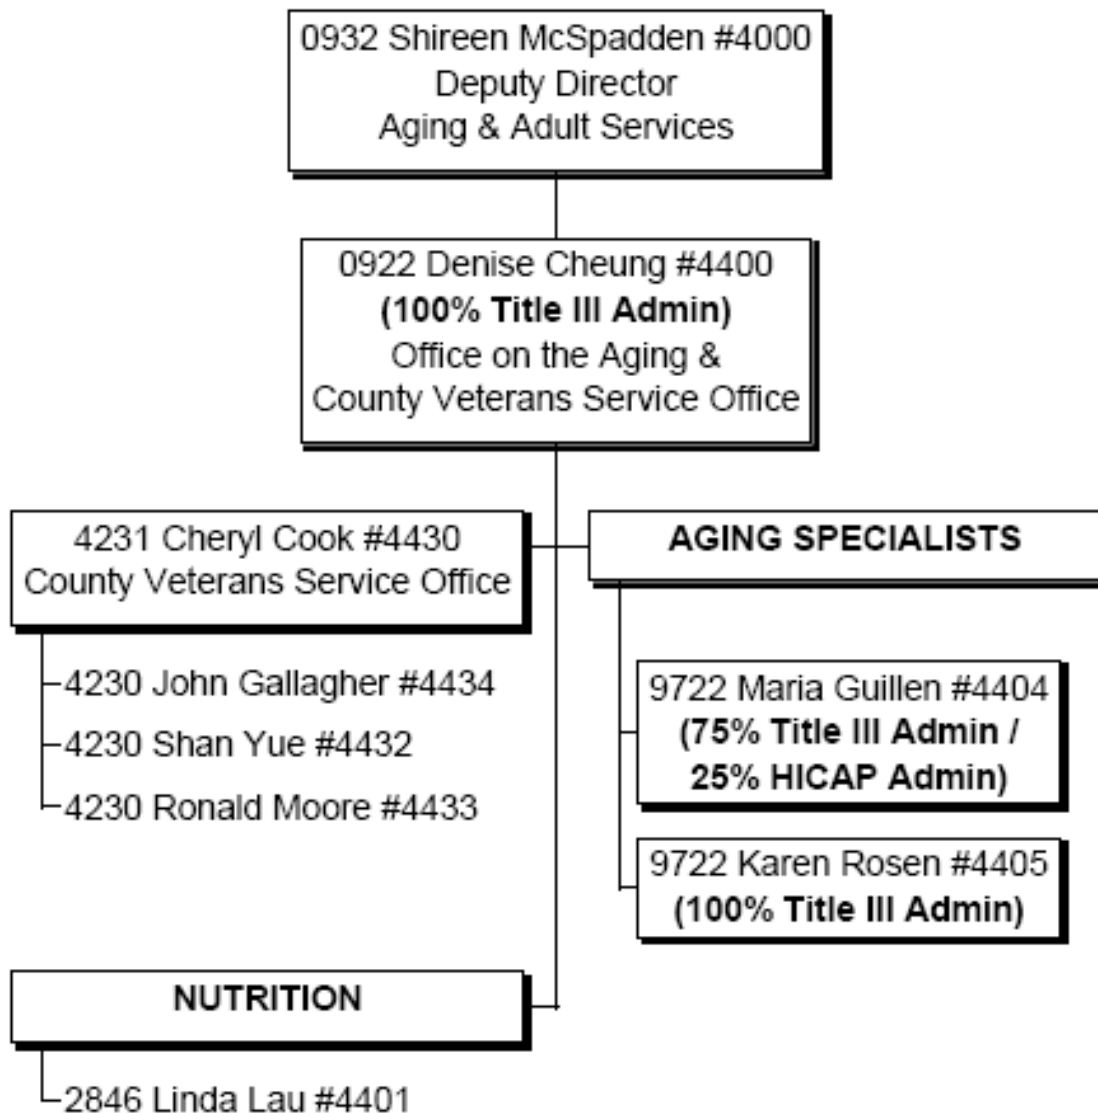 0932 Shireen McSpadden #4000
Deputy Director
Aging & Adult Services
0922 Denise Cheung #4400
(100% Title III Admin)
Office on the Aging &
County Veterans Service Office
4231 Cheryl Cook #4430
County Veterans Service Office
4230 John Gallagher #4434
4230 Shan Yue #4432
4230 Ronald Moore #4433
AGING SPECIALISTS
9722 Maria Guillen #4404
(75% Title III Admin /
25% HICAP Admin)
9722 Karen Rosen #4405
(100% Title III Admin)
NUTRITION
2846 Linda Lau #4401